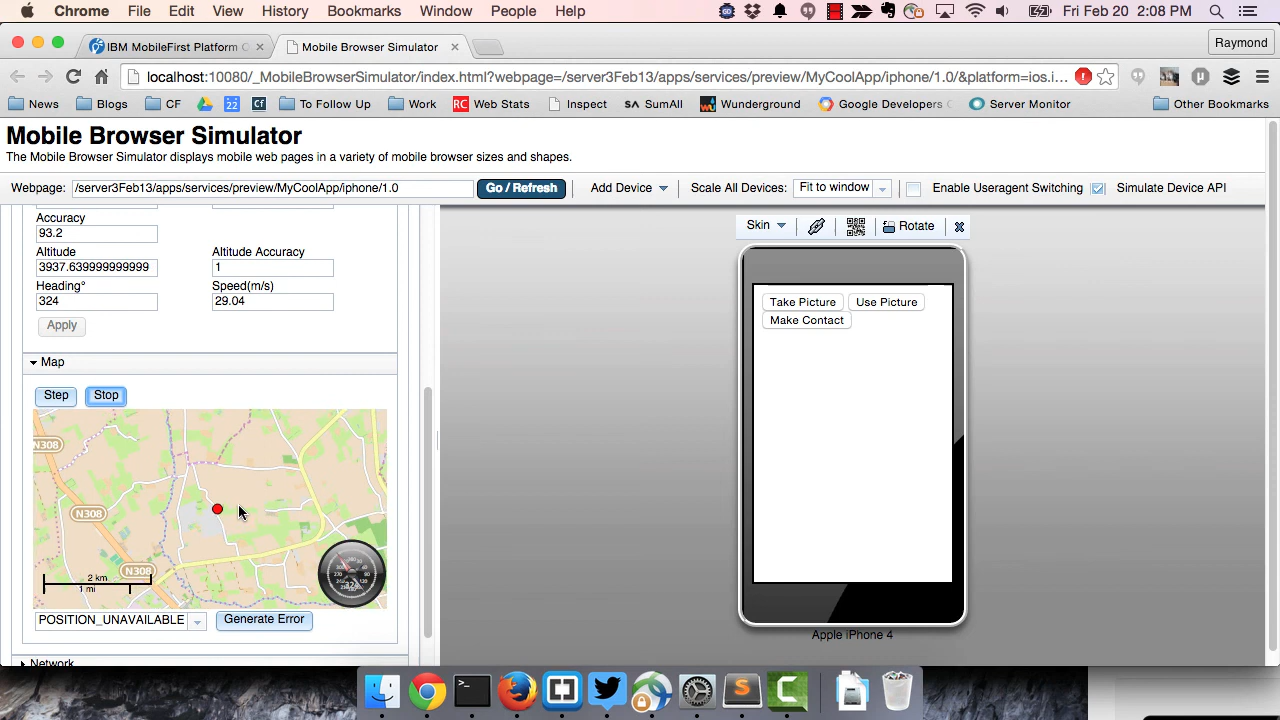 Chrome File Edit View History Bookmarks Window People Help Fri Feb 20 2:08 PM
IBM MobileFirst Platform C Mobile Browser Simulator Raymond
localhost:10080/_MobileBrowserSimulator/index.html?webpage=/server3Feb13/apps/services/preview/MyCoolApp/iphone/1.0/&platform=ios.i...
News Blogs CF 22 Cf To Follow Up Work RC Web Stats Inspect SA SumAll Wunderground Google Developers Server Monitor Other Bookmarks
Mobile Browser Simulator
The Mobile Browser Simulator displays mobile web pages in a variety of mobile browser sizes and shapes.
Webpage: /server3Feb13/apps/services/preview/MyCoolApp/iphone/1.0 Go / Refresh Add Device Scale All Devices: Fit to window Enable Useragent Switching Simulate Device API
Accuracy
93.2
Altitude Altitude Accuracy
3937.639999999999 1
Heading° Speed(m/s)
324 29.04
Apply
Map
Step Stop
N308
N308
N308
2 km
1 mi
POSITION_UNAVAILABLE Generate Error
Network
Skin Rotate
Take Picture Use Picture
Make Contact
Apple iPhone 4